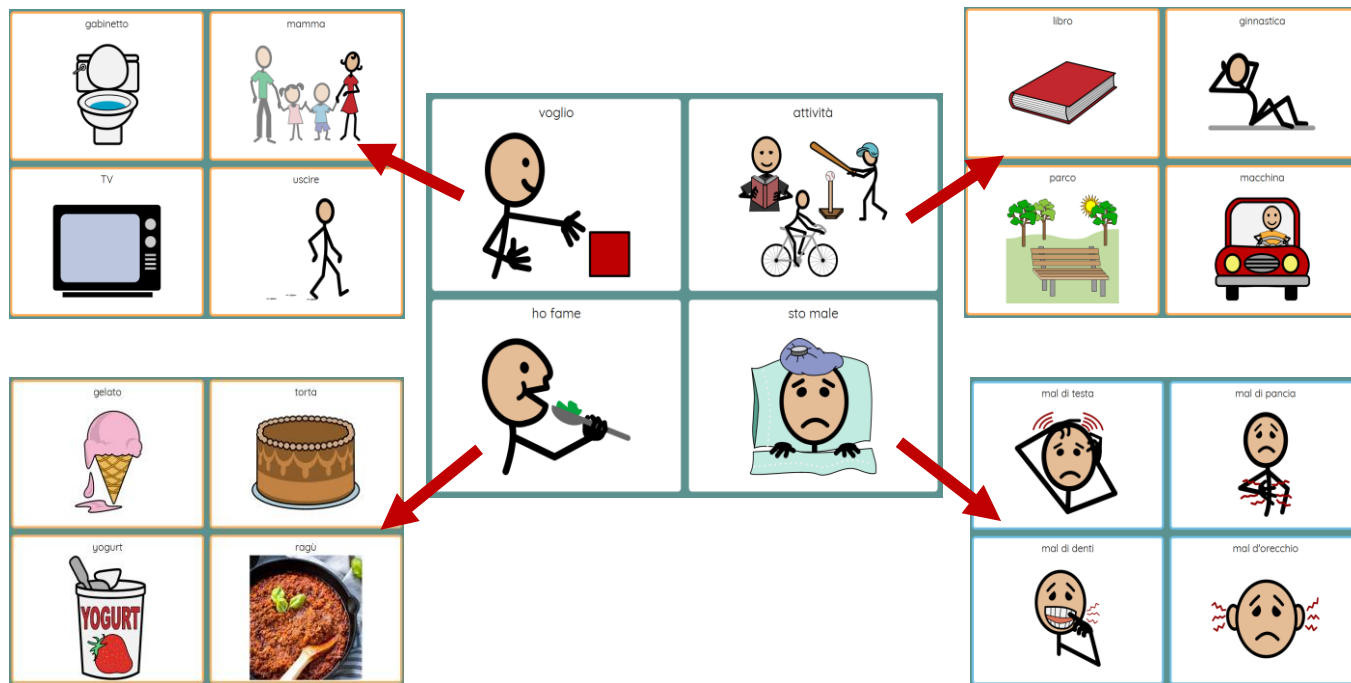 gabinetto
mamma
TV
uscire
voglio
attività
ho fame
sto male
libro
ginnastica
parco
macchina
gelato
torta
yogurt
YOGURT
ragù
mal di testa
mal di pancia
mal di denti
mal d'orecchio